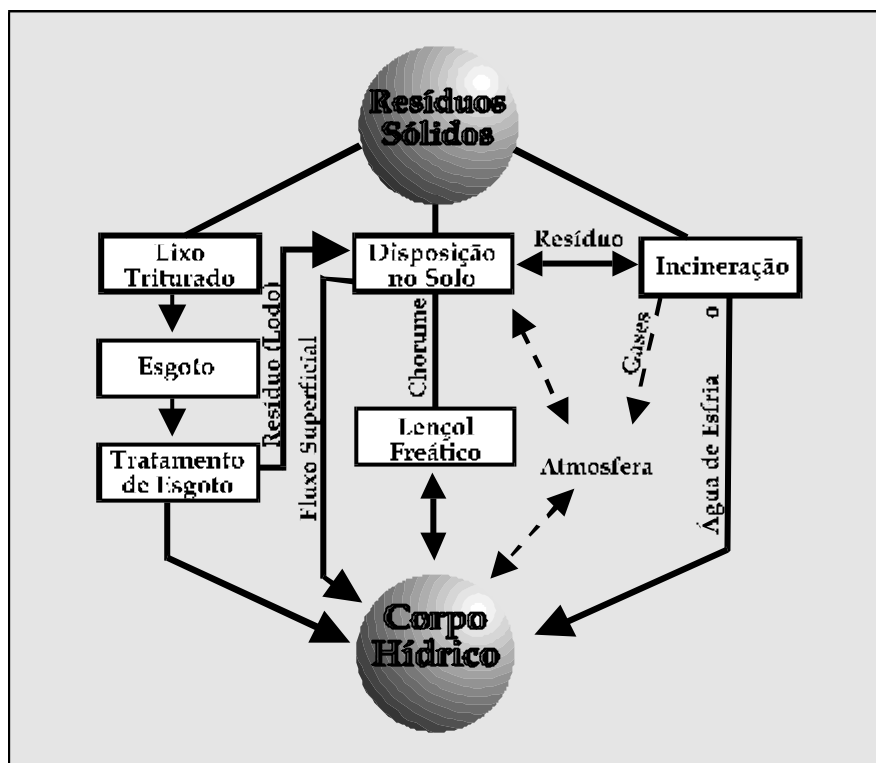 Resíduos
Sólidos
Lixo
Triturado
Disposição
no Solo
Resíduo
Incineração
Esgoto
Resíduo (Lodo)
Fluxo Superficial
Chorume
Gases
Água de Esfria
o
Tratamento
de Esgoto
Lençol
Freático
Atmosfera
Corpo
Hídrico